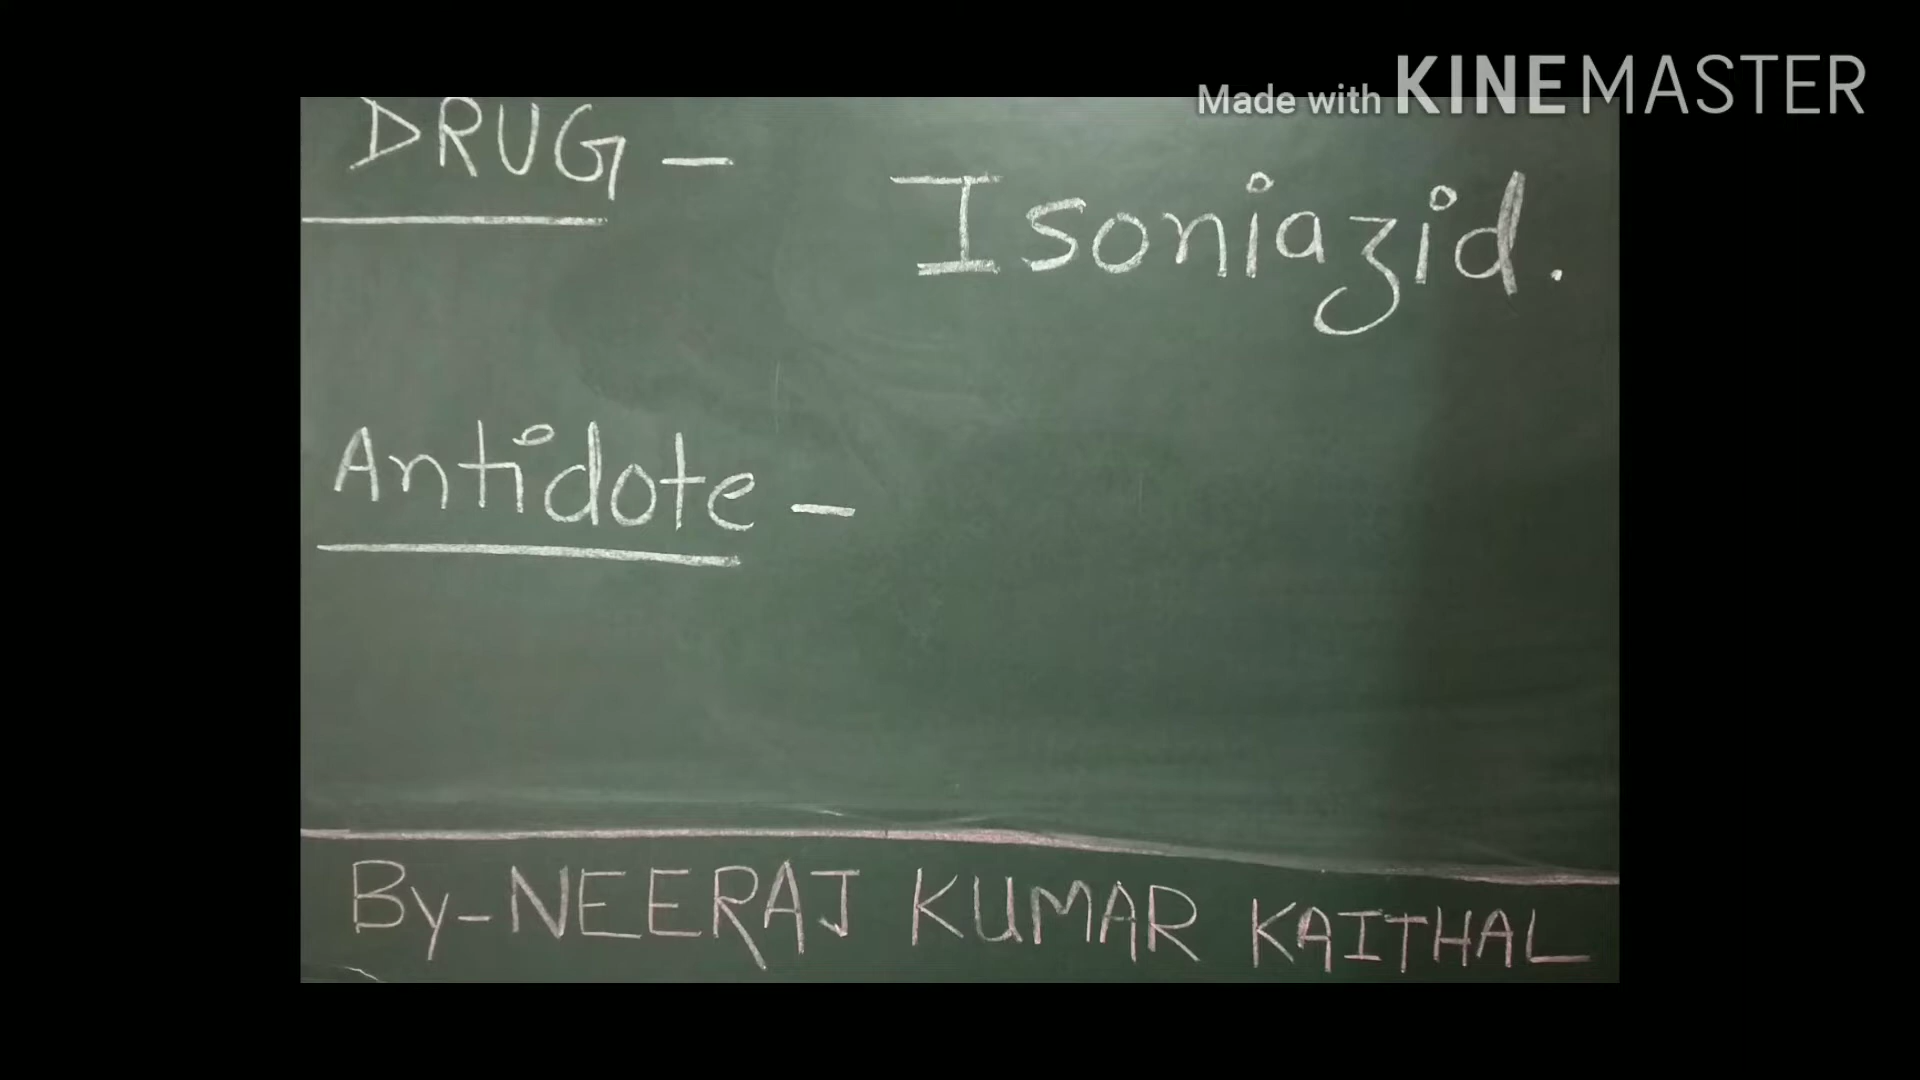 Made with KINEMASTER
DRUG - Isoniazid.
Antidote -
By-NEERAJ KUMAR KAITHAL